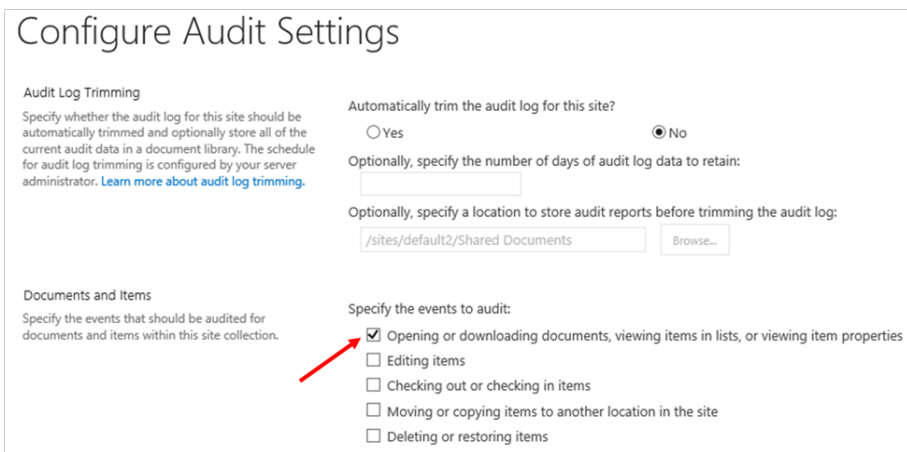 Configure Audit Settings
Audit Log Trimming
Specify whether the audit log for this site should be
automatically trimmed and optionally store all of the
current audit data in a document library. The schedule
for audit log trimming is configured by your server
administrator. Learn more about audit log trimming.
Automatically trim the audit log for this site?
Yes
No
Optionally, specify the number of days of audit log data to retain:
Optionally, specify a location to store audit reports before trimming the audit log:
/sites/default2/Shared Documents
Browse...
Documents and Items
Specify the events that should be audited for
documents and items within this site collection.
Specify the events to audit:
Opening or downloading documents, viewing items in lists, or viewing item properties
Editing items
Checking out or checking in items
Moving or copying items to another location in the site
Deleting or restoring items